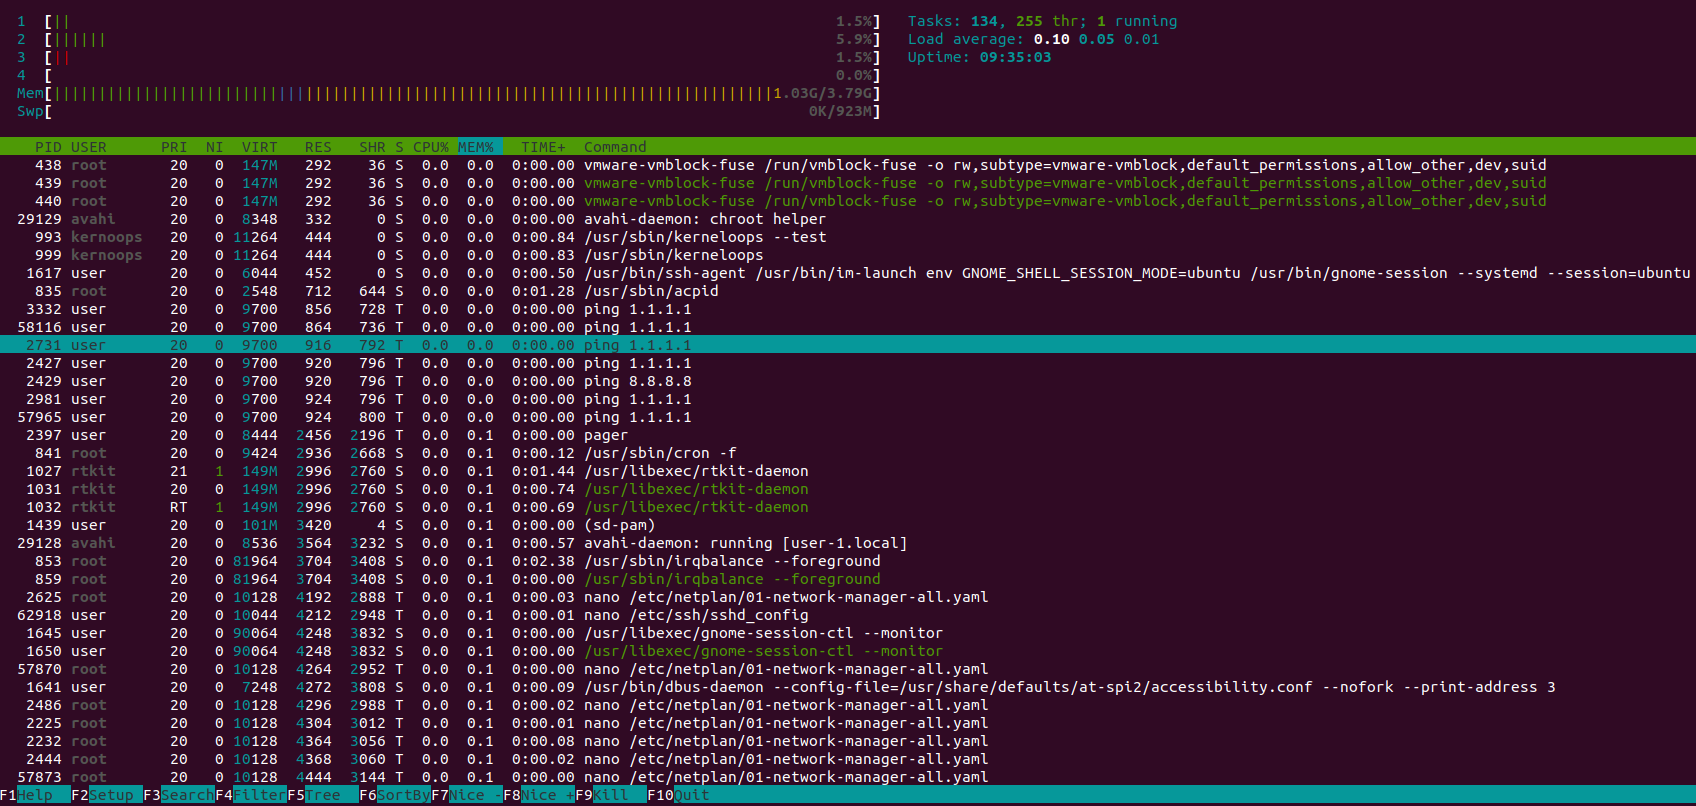 1 [|| 1.5%] Tasks: 134, 255 thr; 1 running
2 [|||||| 5.9%] Load average: 0.10 0.05 0.01
3 [|| 1.5%] Uptime: 09:35:03
4 [ 0.0%]
Mem[||||||||||||||||||||||||||||||||||||||||||||||||||||||||||||||||||||||||||||||||1.03G/3.79G]
Swp[ 0K/923M]
PID USER PRI NI VIRT RES SHR S CPU% MEM% TIME+ Command
438 root 20 0 147M 292 36 S 0.0 0.0 0:00.00 vmware-vmblock-fuse /run/vmblock-fuse -o rw,subtype=vmware-vmblock,default_permissions,allow_other,dev,suid
439 root 20 0 147M 292 36 S 0.0 0.0 0:00.00 vmware-vmblock-fuse /run/vmblock-fuse -o rw,subtype=vmware-vmblock,default_permissions,allow_other,dev,suid
440 root 20 0 147M 292 36 S 0.0 0.0 0:00.00 vmware-vmblock-fuse /run/vmblock-fuse -o rw,subtype=vmware-vmblock,default_permissions,allow_other,dev,suid
29129 avahi 20 0 8348 332 0 S 0.0 0.0 0:00.00 avahi-daemon: chroot helper
993 kernoops 20 0 11264 444 0 S 0.0 0.0 0:00.84 /usr/sbin/kerneloops --test
999 kernoops 20 0 11264 444 0 S 0.0 0.0 0:00.83 /usr/sbin/kerneloops
1617 user 20 0 6044 452 0 S 0.0 0.0 0:00.50 /usr/bin/ssh-agent /usr/bin/im-launch env GNOME_SHELL_SESSION_MODE=ubuntu /usr/bin/gnome-session --systemd --session=ubuntu
835 root 20 0 2548 712 644 S 0.0 0.0 0:01.28 /usr/sbin/acpid
3332 user 20 0 9700 856 728 T 0.0 0.0 0:00.00 ping 1.1.1.1
58116 user 20 0 9700 864 736 T 0.0 0.0 0:00.00 ping 1.1.1.1
2731 user 20 0 9700 916 792 T 0.0 0.0 0:00.00 ping 1.1.1.1
2427 user 20 0 9700 920 796 T 0.0 0.0 0:00.00 ping 1.1.1.1
2429 user 20 0 9700 920 796 T 0.0 0.0 0:00.00 ping 8.8.8.8
2981 user 20 0 9700 924 796 T 0.0 0.0 0:00.00 ping 1.1.1.1
57965 user 20 0 9700 924 800 T 0.0 0.0 0:00.00 ping 1.1.1.1
2397 user 20 0 8444 2456 2196 T 0.0 0.1 0:00.00 pager
841 root 20 0 9424 2936 2668 S 0.0 0.1 0:00.12 /usr/sbin/cron -f
1027 rtkit 21 1 149M 2996 2760 S 0.0 0.1 0:01.44 /usr/libexec/rtkit-daemon
1031 rtkit 20 0 149M 2996 2760 S 0.0 0.1 0:00.74 /usr/libexec/rtkit-daemon
1032 rtkit RT 1 149M 2996 2760 S 0.0 0.1 0:00.69 /usr/libexec/rtkit-daemon
1439 user 20 0 101M 3420 4 S 0.0 0.1 0:00.00 (sd-pam)
29128 avahi 20 0 8536 3564 3232 S 0.0 0.1 0:00.57 avahi-daemon: running [user-1.local]
853 root 20 0 81964 3704 3408 S 0.0 0.1 0:02.38 /usr/sbin/irqbalance --foreground
859 root 20 0 81964 3704 3408 S 0.0 0.1 0:00.00 /usr/sbin/irqbalance --foreground
2625 root 20 0 10128 4192 2888 T 0.0 0.1 0:00.03 nano /etc/netplan/01-network-manager-all.yaml
62918 user 20 0 10044 4212 2948 T 0.0 0.1 0:00.01 nano /etc/ssh/sshd_config
1645 user 20 0 90064 4248 3832 S 0.0 0.1 0:00.00 /usr/libexec/gnome-session-ctl --monitor
1650 user 20 0 90064 4248 3832 S 0.0 0.1 0:00.00 /usr/libexec/gnome-session-ctl --monitor
57870 root 20 0 10128 4264 2952 T 0.0 0.1 0:00.00 nano /etc/netplan/01-network-manager-all.yaml
1641 user 20 0 7248 4272 3808 S 0.0 0.1 0:00.09 /usr/bin/dbus-daemon --config-file=/usr/share/defaults/at-spi2/accessibility.conf --nofork --print-address 3
2486 root 20 0 10128 4296 2988 T 0.0 0.1 0:00.02 nano /etc/netplan/01-network-manager-all.yaml
2225 root 20 0 10128 4304 3012 T 0.0 0.1 0:00.01 nano /etc/netplan/01-network-manager-all.yaml
2232 root 20 0 10128 4364 3056 T 0.0 0.1 0:00.08 nano /etc/netplan/01-network-manager-all.yaml
2444 root 20 0 10128 4368 3060 T 0.0 0.1 0:00.02 nano /etc/netplan/01-network-manager-all.yaml
57873 root 20 0 10128 4444 3144 T 0.0 0.1 0:00.00 nano /etc/netplan/01-network-manager-all.yaml
F1Help F2Setup F3SearchF4FilterF5Tree F6SortByF7Nice -F8Nice +F9Kill F10Quit